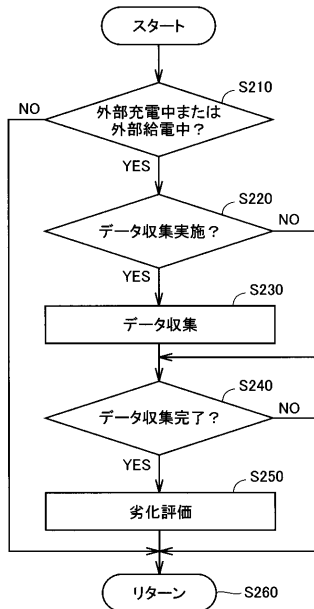 スタート
S210
NO
外部充電中または
外部給電中?
YES
S220
データ収集実施?
NO
YES
S230
データ収集
S240
データ収集完了?
NO
YES
S250
劣化評価
リターン
S260